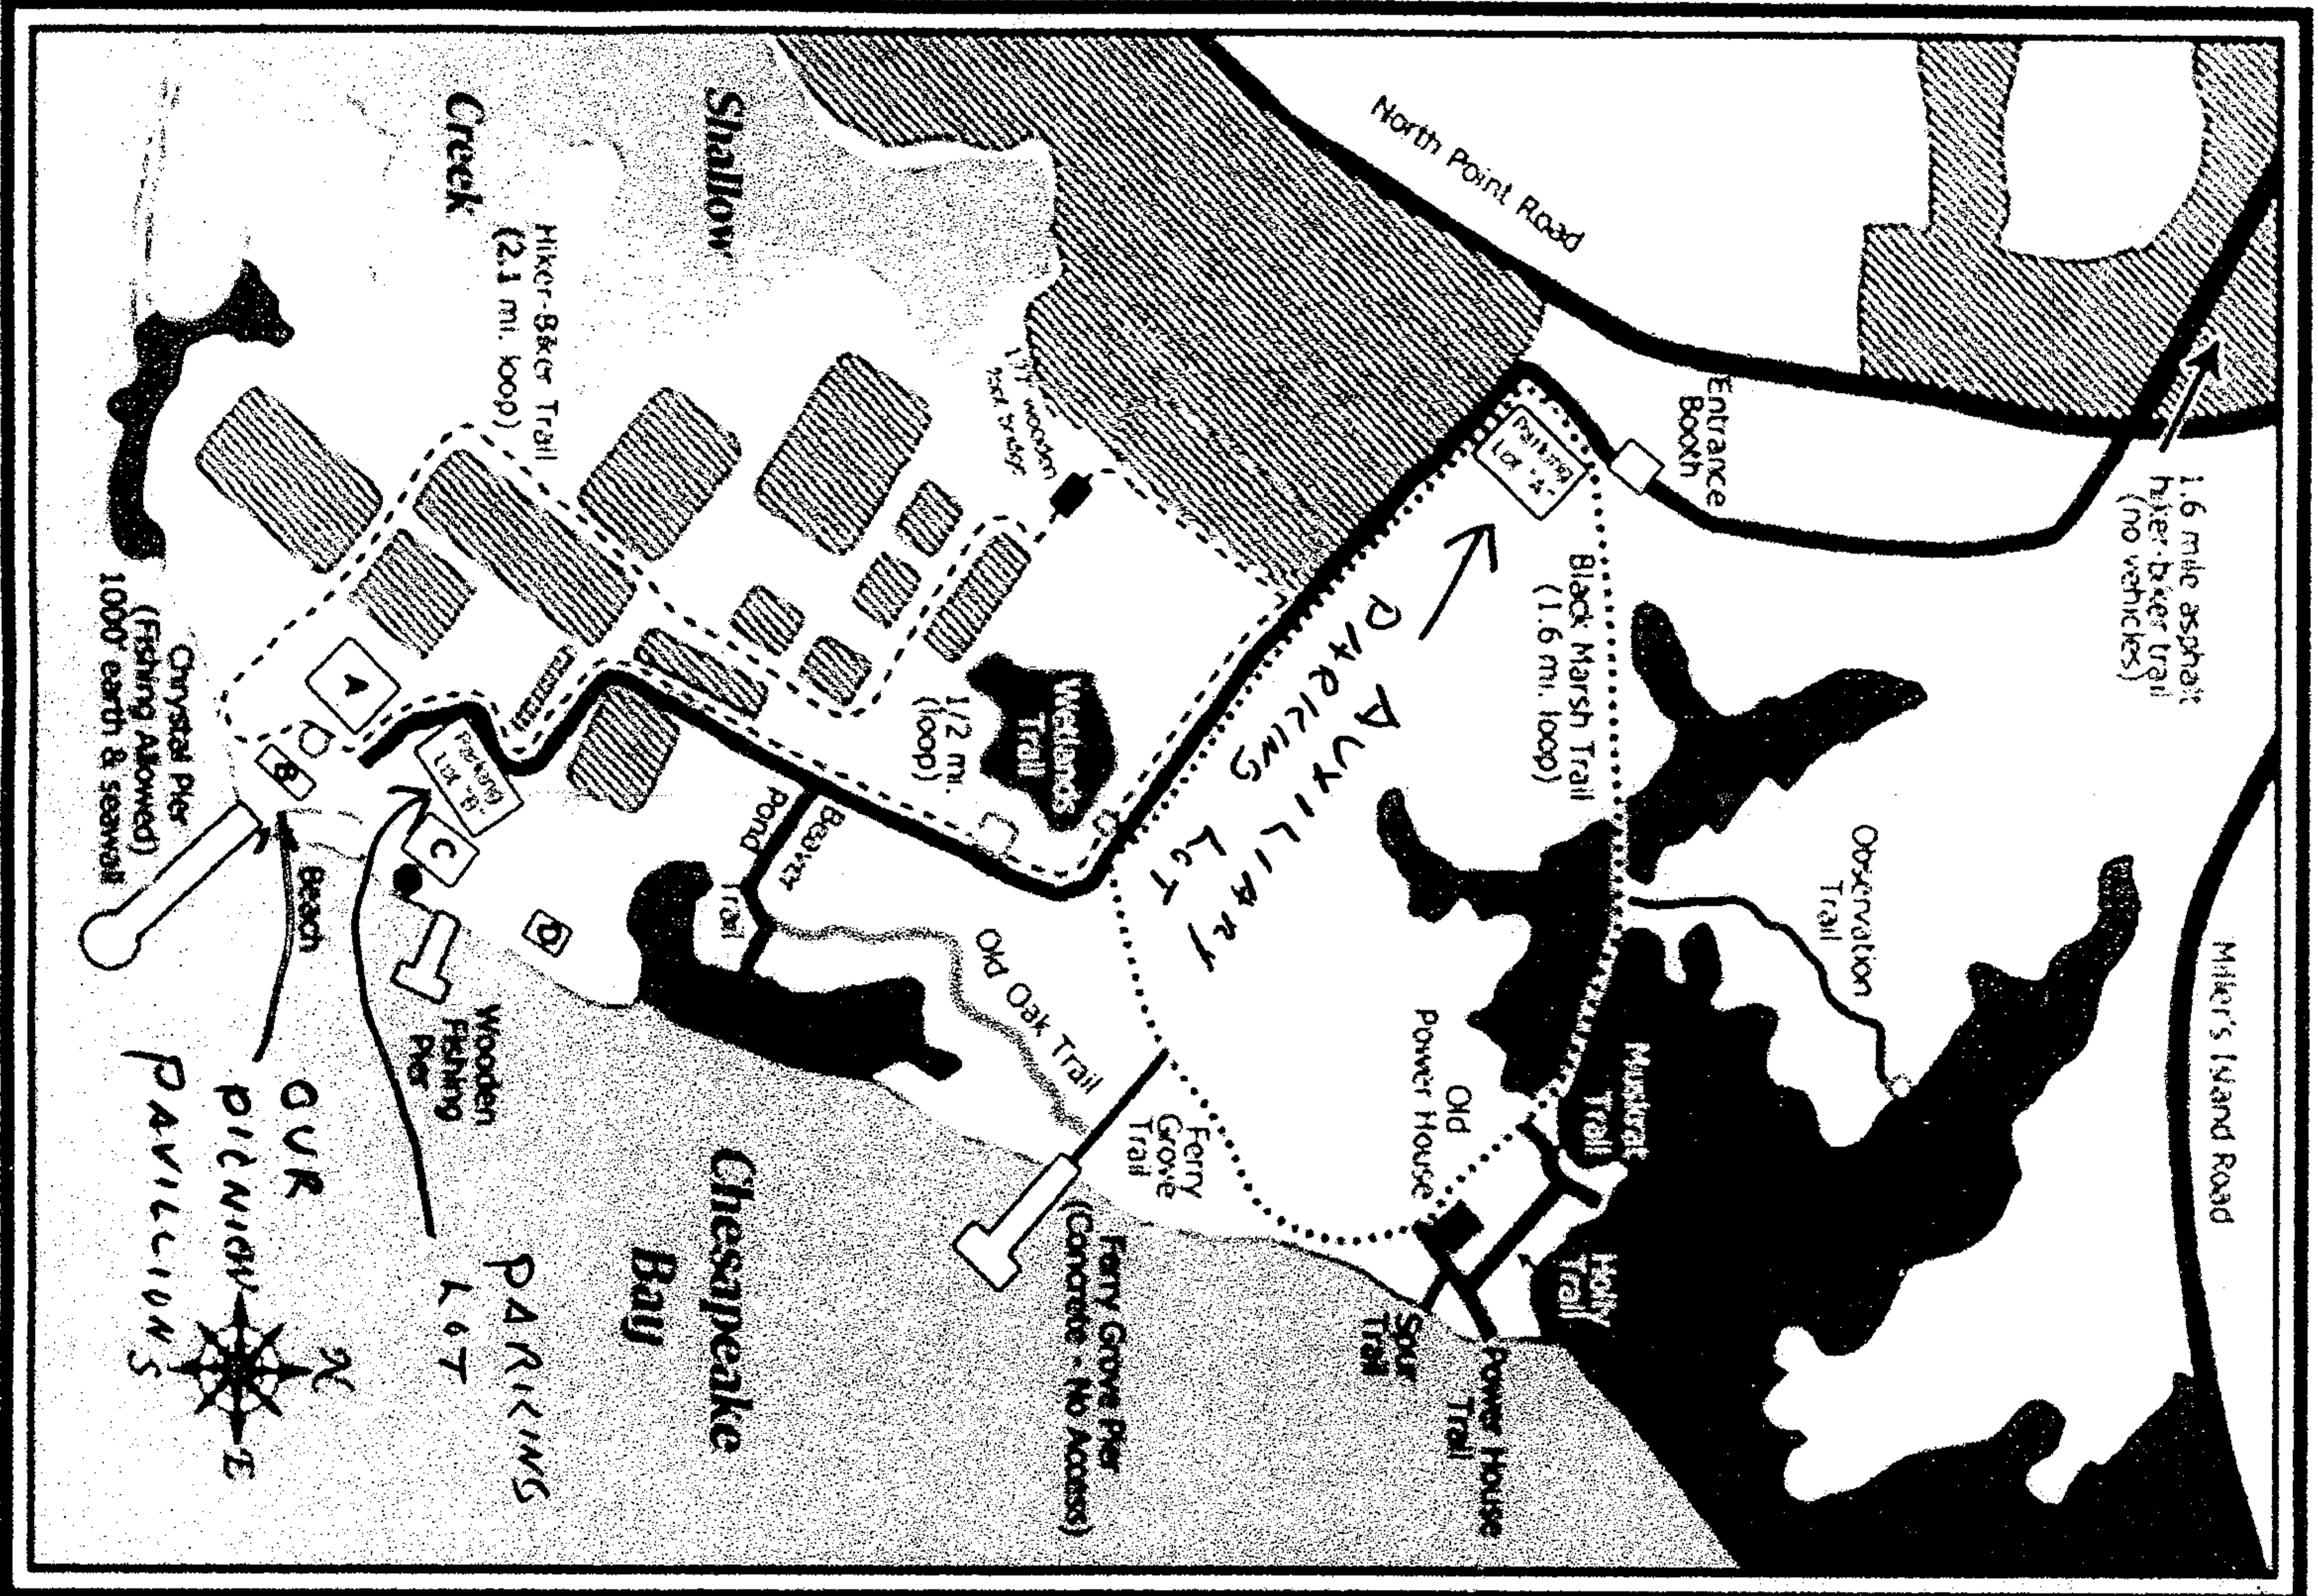 North Point Road
Miller's Island Road
1.6 mile asphalt
hiker-biker trail
(no vehicles)
Entrance
Booth
Parking
Lot "A"
Black Marsh Trail
(1.6 mi. loop)
Observation
Trail
AUXILIARY
PARKING
LOT
Muskrat
Trail
Holly
Trail
Old
Power House
Power House
Trail
Spur
Trail
Ferry
Grove
Trail
Ferry Grove Pier
(Concrete - No Access)
Wetlands
Trail
1/2 mi.
(loop)
wooden
bridge
Old Oak Trail
Beaver
Pond
Trail
Shallow
Creek
Hiker-Biker Trail
(2.1 mi. loop)
Chesapeake
Bay
A
B
C
D
Wooden
Fishing
Pier
PARKING
LOT
Beach
OUR
PAVILLIONS
Chrystal Pier
(Fishing Allowed)
1000' earth & seawall
N
E